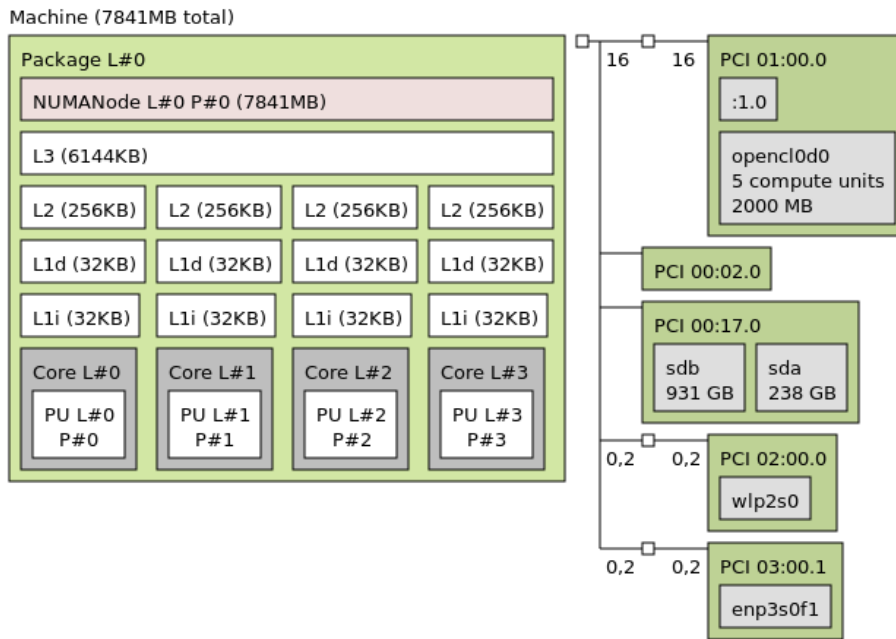 Machine (7841MB total)
Package L#0
NUMANode L#0 P#0 (7841MB)
L3 (6144KB)
L2 (256KB) L2 (256KB) L2 (256KB) L2 (256KB)
L1d (32KB) L1d (32KB) L1d (32KB) L1d (32KB)
L1i (32KB) L1i (32KB) L1i (32KB) L1i (32KB)
Core L#0 Core L#1 Core L#2 Core L#3
PU L#0 PU L#1 PU L#2 PU L#3
P#0 P#1 P#2 P#3
16 16 PCI 01:00.0
:1.0
opencl0d0
5 compute units
2000 MB
PCI 00:02.0
PCI 00:17.0
sdb sda
931 GB 238 GB
0,2 0,2 PCI 02:00.0
wlp2s0
0,2 0,2 PCI 03:00.1
enp3s0f1